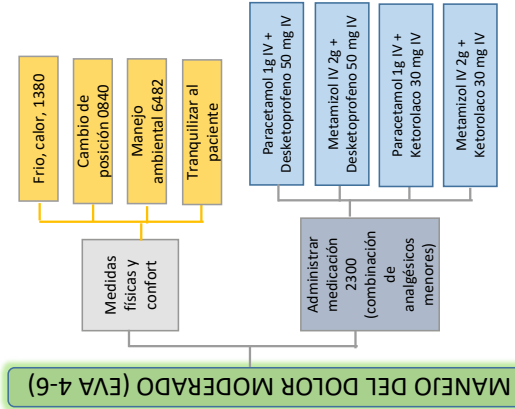 MANEJO DEL DOLOR MODERADO (EVA 4-6)
Medidas
físicas y
confort
Frio, calor, 1380
Cambio de
posición 0840
Manejo
ambiental 6482
Tranquilizar al
paciente
Administrar
medicación
2300
(combinación
de
analgésicos
menores)
Paracetamol 1g IV +
Desketoprofeno 50 mg IV
Metamizol IV 2g +
Desketoprofeno 50 mg IV
Paracetamol 1g IV +
Ketorolaco 30 mg IV
Metamizol IV 2g +
Ketorolaco 30 mg IV